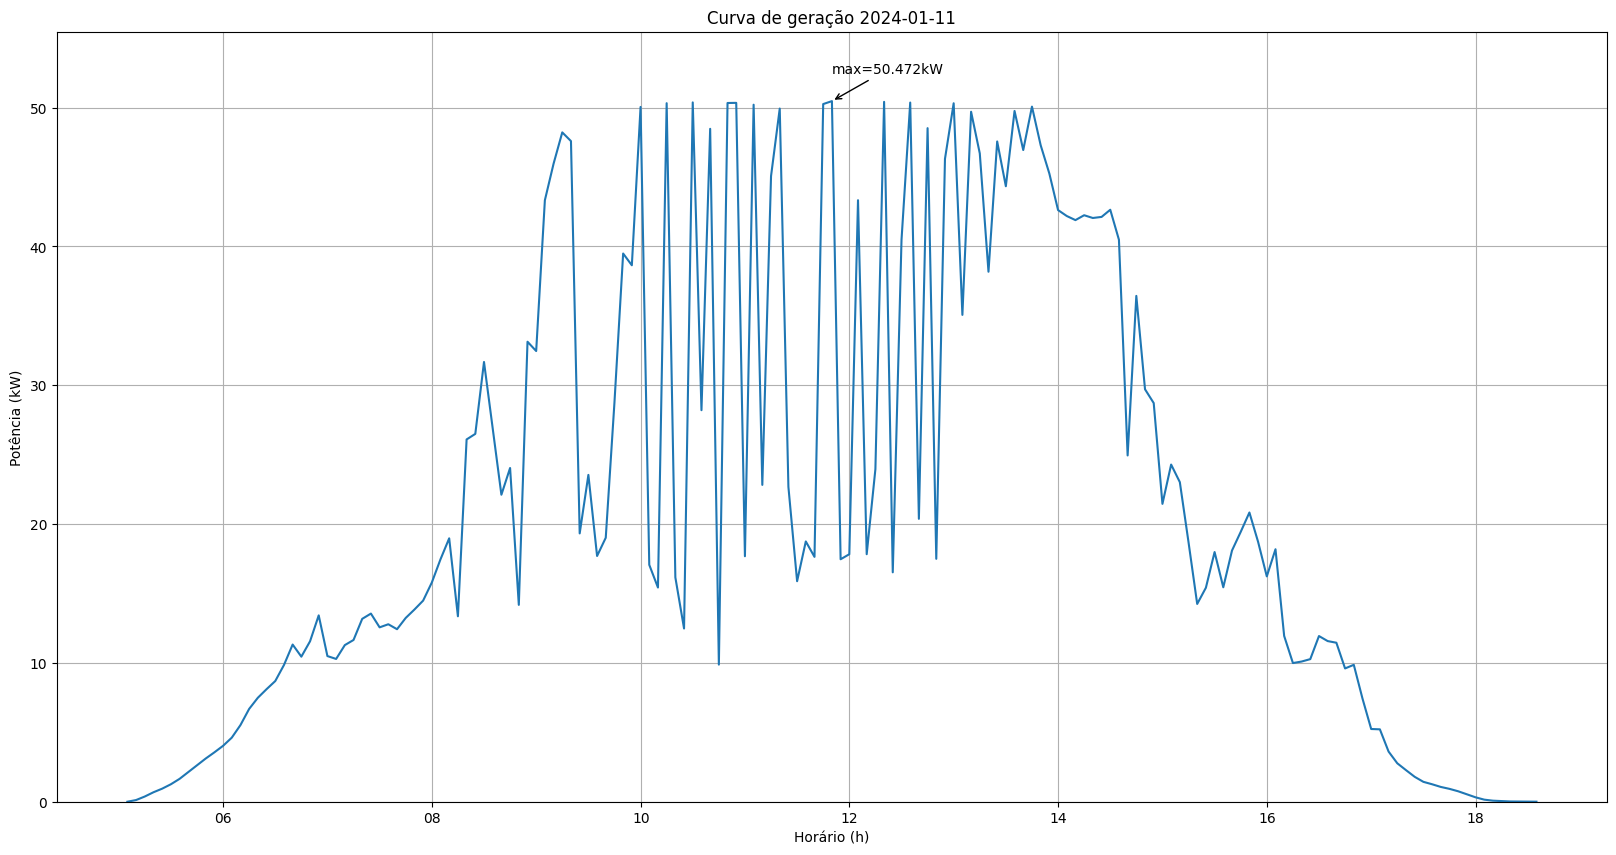 Curva de geração 2024-01-11
max=50.472kW
50
40
30
20
10
0
Potência (kW)
06 08 10 12 14 16 18
Horário (h)